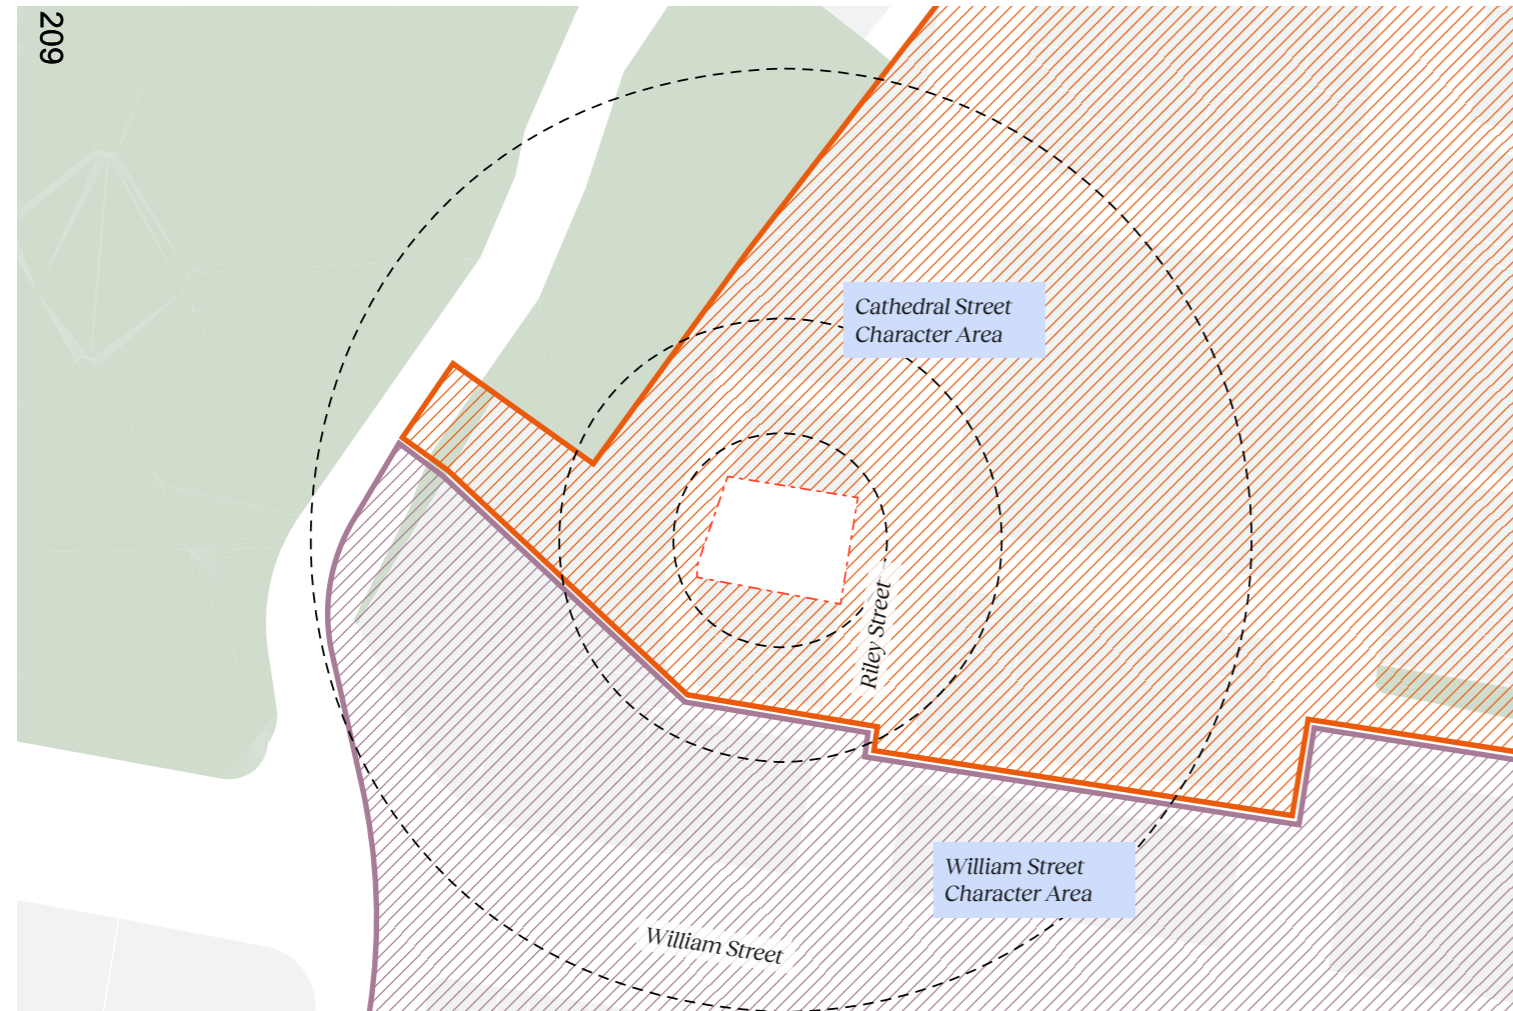 209
Cathedral Street
Character Area
Riley Street
William Street
Character Area
William Street